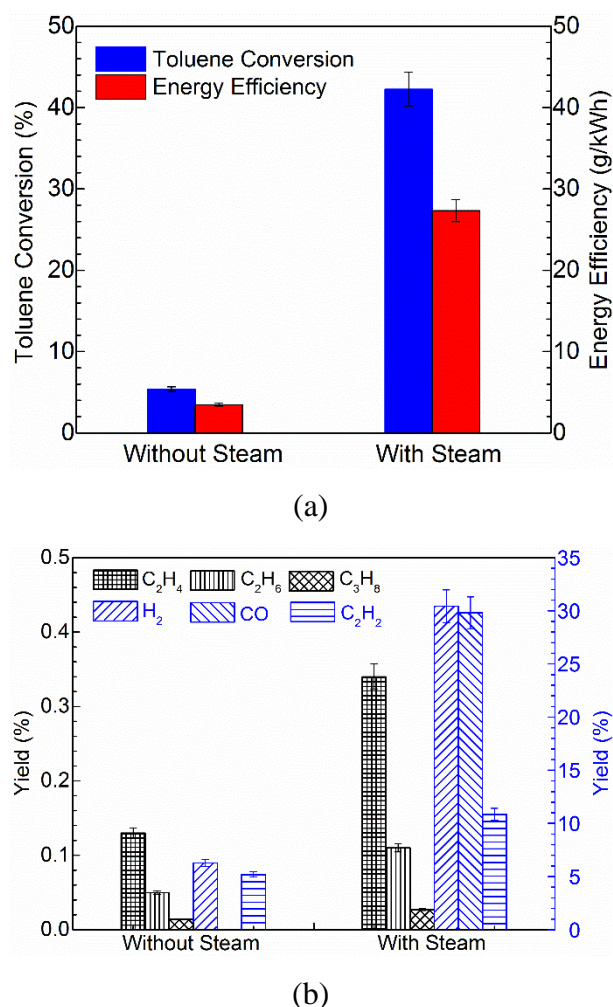 50
40
30
20
10
0
Toluene Conversion (%)
Toluene Conversion
Energy Efficiency
50
40
30
20
10
0
Energy Efficiency (g/kWh)
Without Steam
With Steam
(a)
0.5
0.4
0.3
0.2
0.1
0.0
Yield (%)
C₂H₄ C₂H₆ C₃H₈
H₂ CO C₂H₂
35
30
25
20
15
10
5
0
Yield (%)
Without Steam
With Steam
(b)